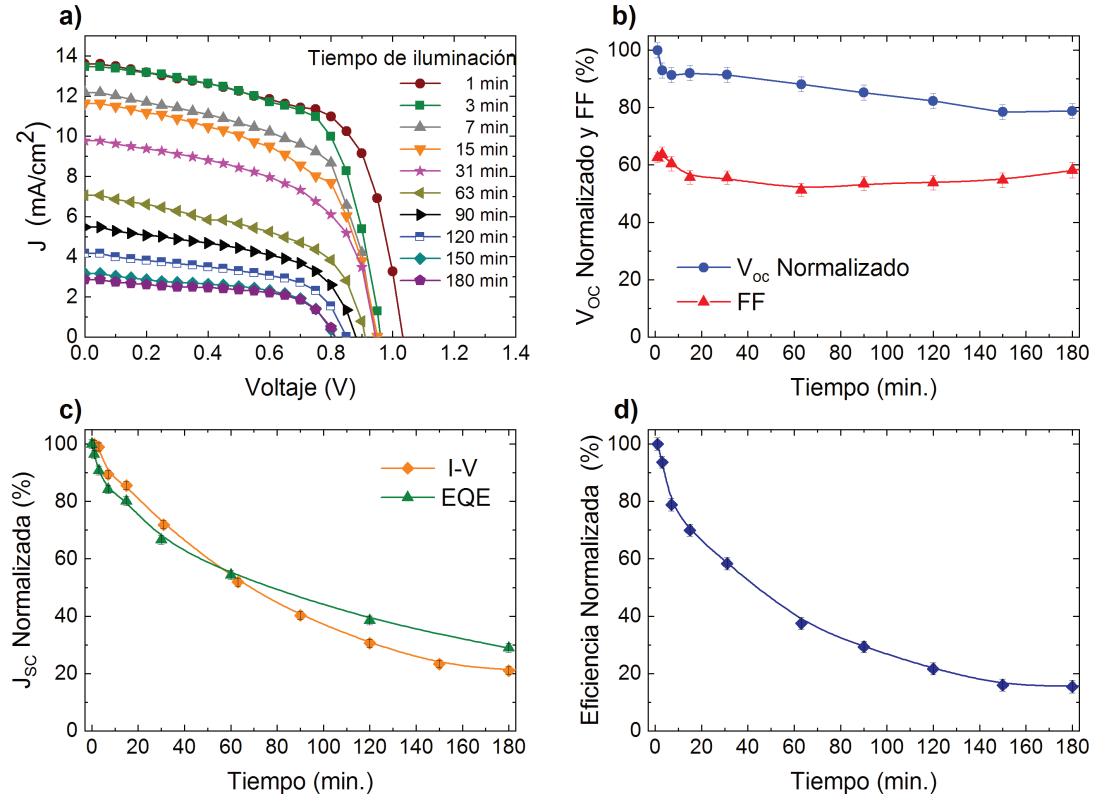 a)
J (mA/cm²)
14
12
10
8
6
4
2
0
0.0 0.2 0.4 0.6 0.8 1.0 1.2 1.4
Voltaje (V)
Tiempo de iluminación
1 min
3 min
7 min
15 min
31 min
63 min
90 min
120 min
150 min
180 min
b)
V_OC Normalizado y FF (%)
100
80
60
40
20
0
0 20 40 60 80 100 120 140 160 180
Tiempo (min.)
V_oc Normalizado
FF
c)
J_SC Normalizada (%)
100
80
60
40
20
0
0 20 40 60 80 100 120 140 160 180
Tiempo (min.)
I-V
EQE
d)
Eficiencia Normalizada (%)
100
80
60
40
20
0
0 20 40 60 80 100 120 140 160 180
Tiempo (min.)